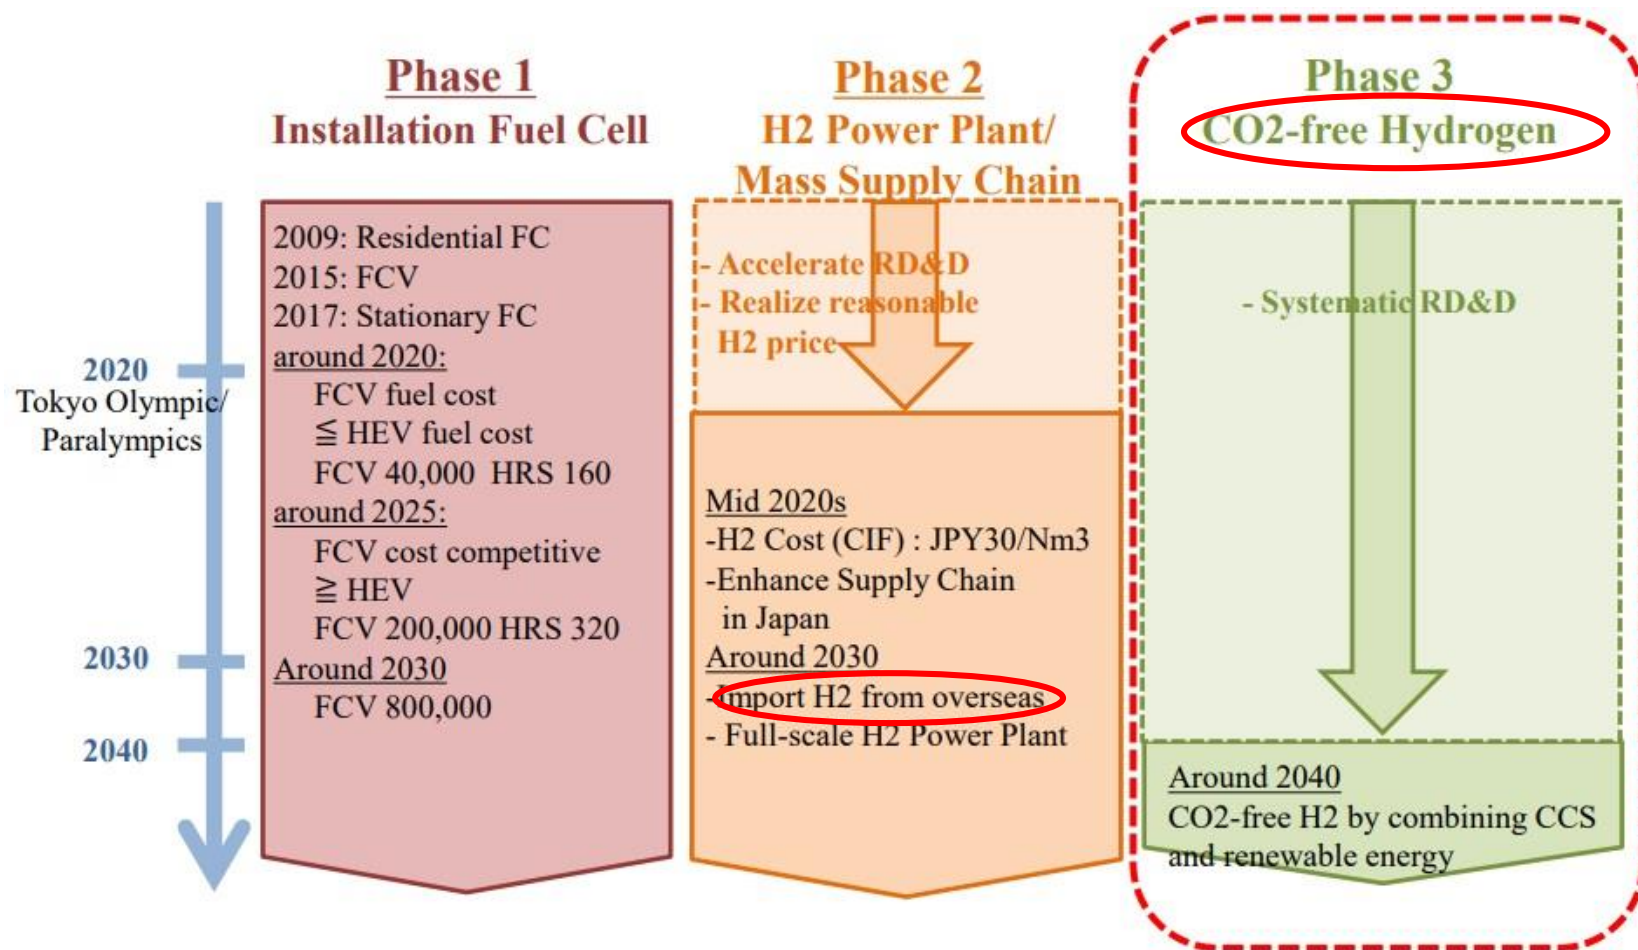 Phase 1
Installation Fuel Cell
2009: Residential FC
2015: FCV
2017: Stationary FC
around 2020:
FCV fuel cost
≦ HEV fuel cost
FCV 40,000 HRS 160
around 2025:
FCV cost competitive
≧ HEV
FCV 200,000 HRS 320
Around 2030
FCV 800,000
Phase 2
H2 Power Plant/
Mass Supply Chain
- Accelerate RD&D
- Realize reasonable
H2 price
Mid 2020s
-H2 Cost (CIF) : JPY30/Nm3
-Enhance Supply Chain
in Japan
Around 2030
-Import H2 from overseas
- Full-scale H2 Power Plant
Phase 3
CO2-free Hydrogen
- Systematic RD&D
Around 2040
CO2-free H2 by combining CCS
and renewable energy
2020
Tokyo Olympic/
Paralympics
2030
2040